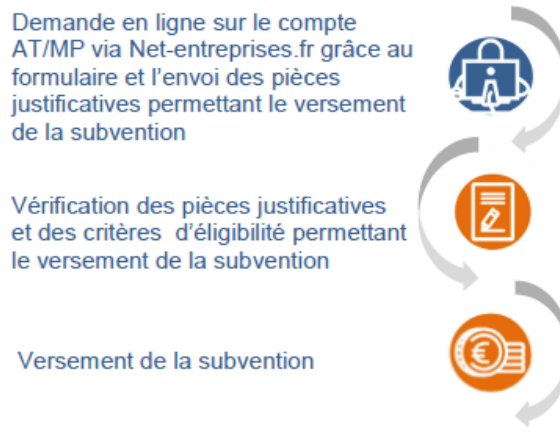 Demande en ligne sur le compte
AT/MP via Net-entreprises.fr grâce au
formulaire et l'envoi des pièces
justificatives permettant le versement
de la subvention
Vérification des pièces justificatives
et des critères d'éligibilité permettant
le versement de la subvention
Versement de la subvention